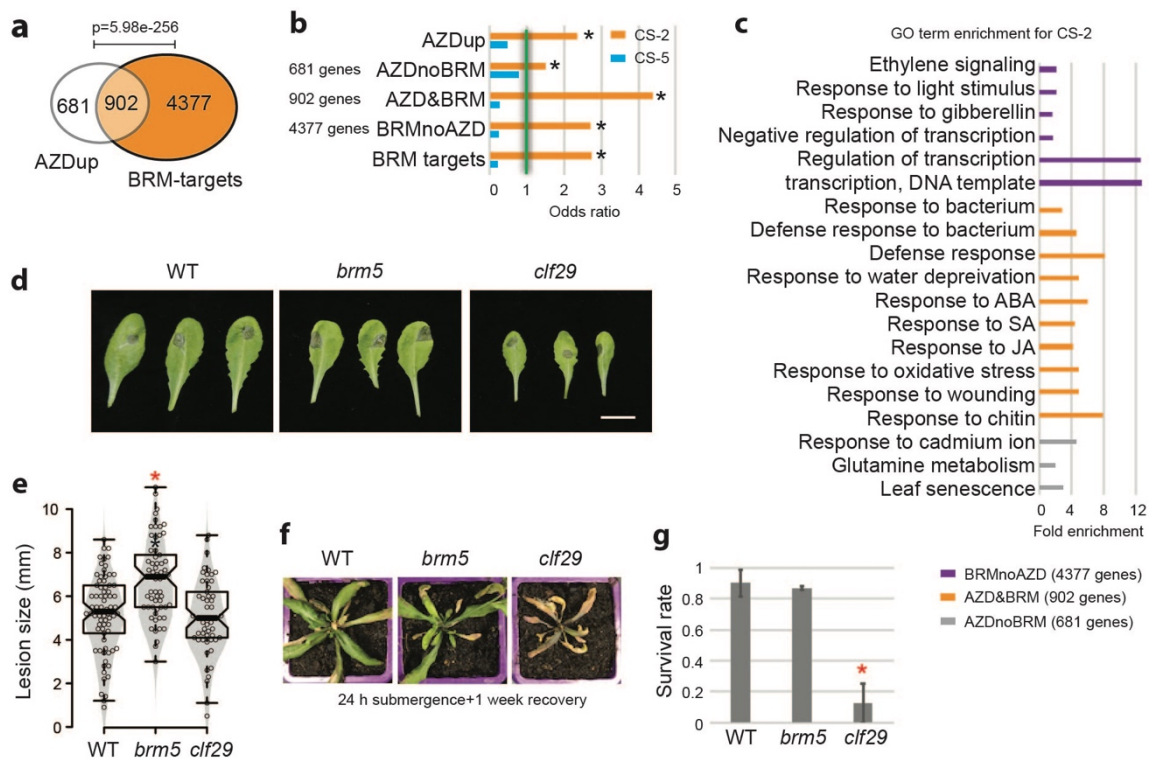 a
p=5.98e-256
681
902
4377
AZDup
BRM-targets
b
AZDup
681 genes AZDnoBRM
902 genes AZD&BRM
4377 genes BRMnoAZD
BRM targets
* * * * *
CS-2
CS-5
0 1 2 3 4 5
Odds ratio
c
GO term enrichment for CS-2
Ethylene signaling
Response to light stimulus
Response to gibberellin
Negative regulation of transcription
Regulation of transcription
transcription, DNA template
Response to bacterium
Defense response to bacterium
Defense response
Response to water depreivation
Response to ABA
Response to SA
Response to JA
Response to oxidative stress
Response to wounding
Response to chitin
Response to cadmium ion
Glutamine metabolism
Leaf senescence
0 4 8 12
Fold enrichment
BRMnoAZD (4377 genes)
AZD&BRM (902 genes)
AZDnoBRM (681 genes)
d
WT brm5 clf29
e
*
10
8
6
4
2
0
Lesion size (mm)
WT brm5 clf29
f
WT brm5 clf29
24 h submergence+1 week recovery
g
1
0.8
0.6
0.4
0.2
0
Survival rate
*
WT brm5 clf29